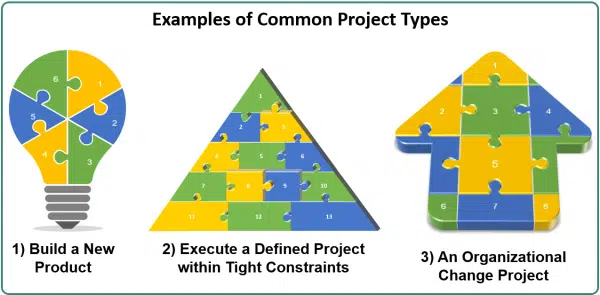 Examples of Common Project Types
6 1
5 2
4 3
1) Build a New
Product
1
2 3
4 5 6
7 8 9 10
11 12 13
2) Execute a Defined Project
within Tight Constraints
1
2 3 4
5
6 7 8
3) An Organizational
Change Project